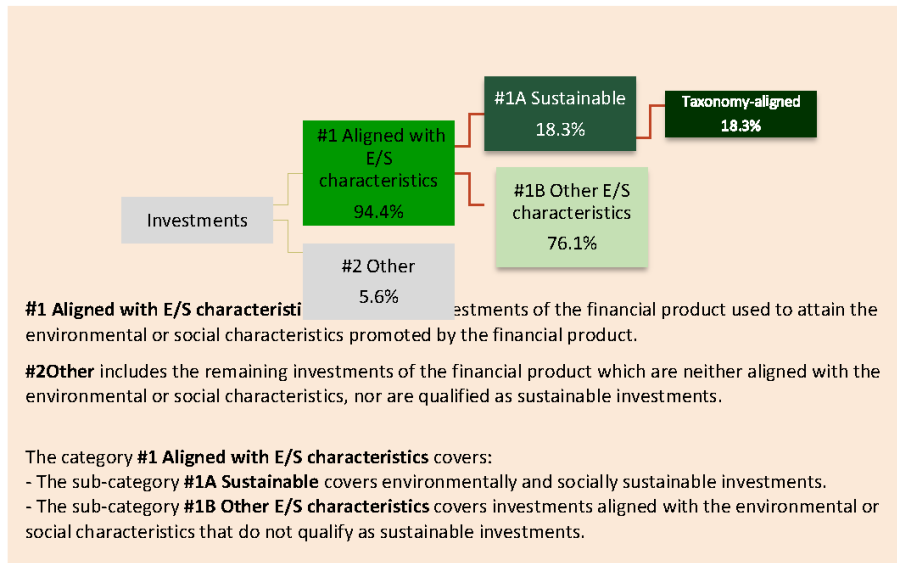 #1A Sustainable
18.3%
Taxonomy-aligned
18.3%
#1 Aligned with
E/S
characteristics
94.4%
#1B Other E/S
characteristics
76.1%
Investments
#2 Other
5.6%
#1 Aligned with E/S characteristi estments of the financial product used to attain the
environmental or social characteristics promoted by the financial product.
#2Other includes the remaining investments of the financial product which are neither aligned with the
environmental or social characteristics, nor are qualified as sustainable investments.
The category #1 Aligned with E/S characteristics covers:
- The sub-category #1A Sustainable covers environmentally and socially sustainable investments.
- The sub-category #1B Other E/S characteristics covers investments aligned with the environmental or
social characteristics that do not qualify as sustainable investments.